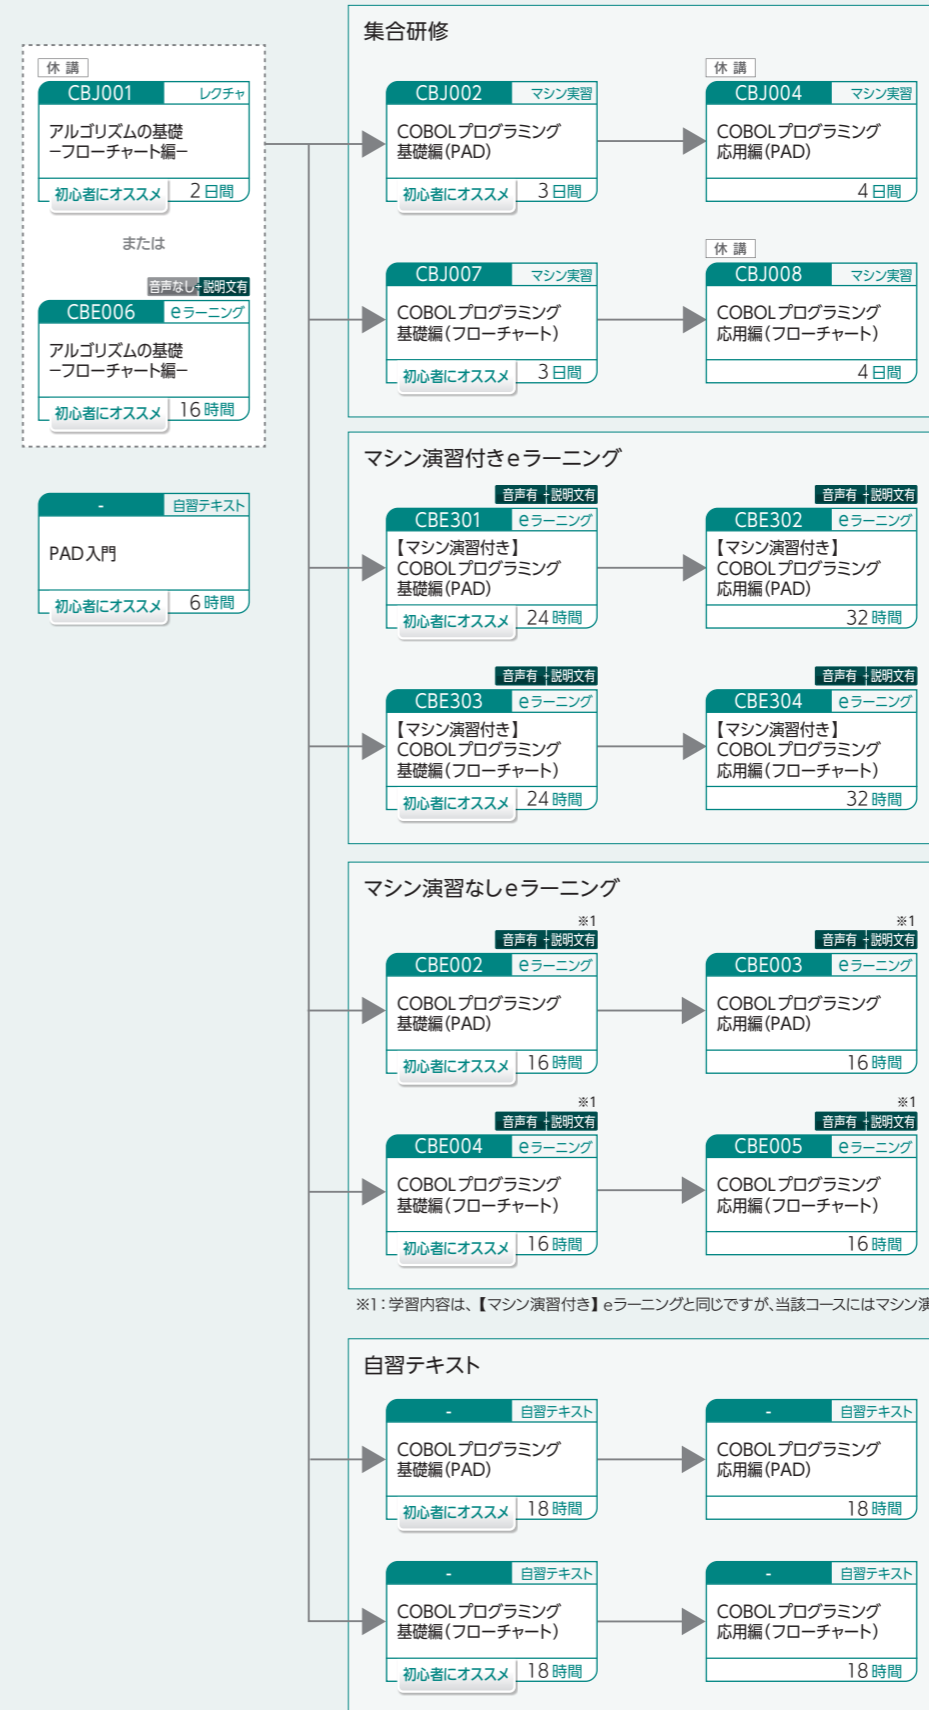 休 講
CBJ001 レクチャ
アルゴリズムの基礎
−フローチャート編−
初心者にオススメ 2日間
または
音声なし+説明文有
CBE006 eラーニング
アルゴリズムの基礎
−フローチャート編−
初心者にオススメ 16時間
- 自習テキスト
PAD入門
初心者にオススメ 6時間
集合研修
CBJ002 マシン実習
COBOLプログラミング
基礎編(PAD)
初心者にオススメ 3日間
休 講
CBJ004 マシン実習
COBOLプログラミング
応用編(PAD)
4日間
CBJ007 マシン実習
COBOLプログラミング
基礎編(フローチャート)
初心者にオススメ 3日間
休 講
CBJ008 マシン実習
COBOLプログラミング
応用編(フローチャート)
4日間
マシン演習付きeラーニング
音声有+説明文有
CBE301 eラーニング
【マシン演習付き】
COBOLプログラミング
基礎編(PAD)
初心者にオススメ 24時間
音声有+説明文有
CBE302 eラーニング
【マシン演習付き】
COBOLプログラミング
応用編(PAD)
32時間
音声有+説明文有
CBE303 eラーニング
【マシン演習付き】
COBOLプログラミング
基礎編(フローチャート)
初心者にオススメ 24時間
音声有+説明文有
CBE304 eラーニング
【マシン演習付き】
COBOLプログラミング
応用編(フローチャート)
32時間
マシン演習なしeラーニング
※1
音声有+説明文有
CBE002 eラーニング
COBOLプログラミング
基礎編(PAD)
初心者にオススメ 16時間
※1
音声有+説明文有
CBE003 eラーニング
COBOLプログラミング
応用編(PAD)
16時間
※1
音声有+説明文有
CBE004 eラーニング
COBOLプログラミング
基礎編(フローチャート)
初心者にオススメ 16時間
※1
音声有+説明文有
CBE005 eラーニング
COBOLプログラミング
応用編(フローチャート)
16時間
※1:学習内容は、【マシン演習付き】eラーニングと同じですが、当該コースにはマシン演
自習テキスト
- 自習テキスト
COBOLプログラミング
基礎編(PAD)
初心者にオススメ 18時間
- 自習テキスト
COBOLプログラミング
応用編(PAD)
18時間
- 自習テキスト
COBOLプログラミング
基礎編(フローチャート)
初心者にオススメ 18時間
- 自習テキスト
COBOLプログラミング
応用編(フローチャート)
18時間